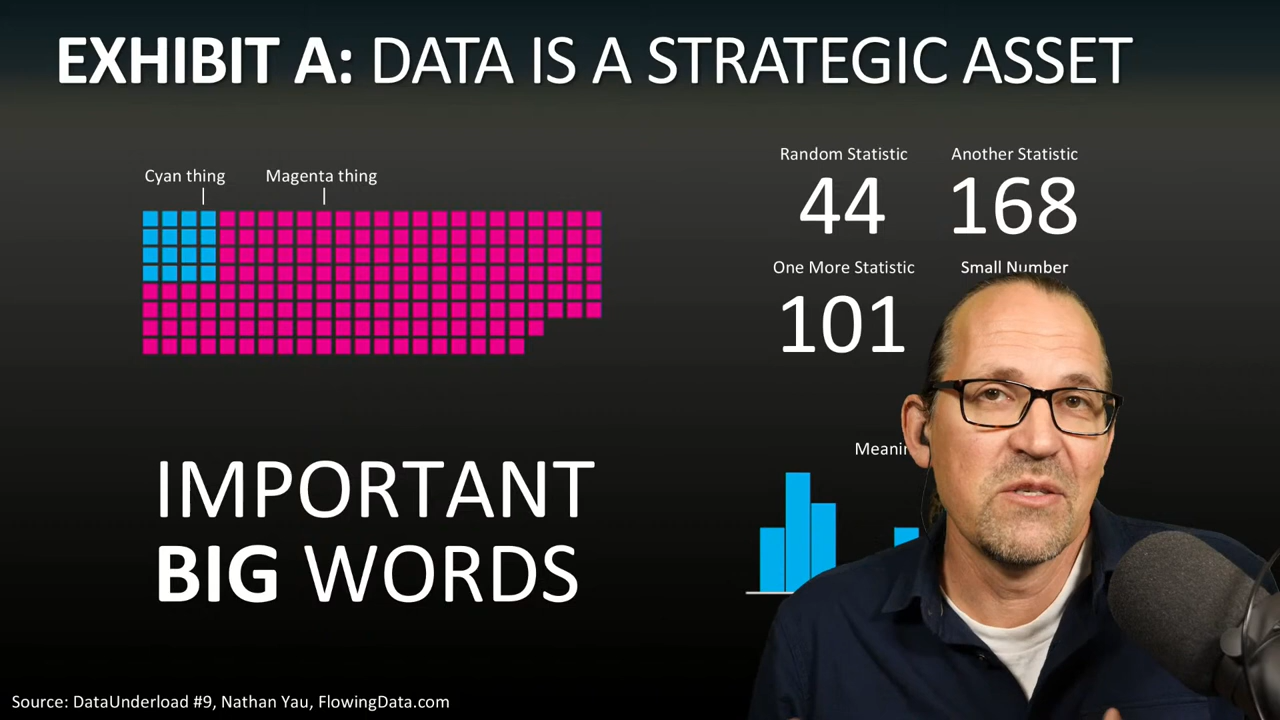 EXHIBIT A: DATA IS A STRATEGIC ASSET
Cyan thing
Magenta thing
Random Statistic
Another Statistic
44
168
One More Statistic
Small Number
101
IMPORTANT
BIG WORDS
Source: DataUnderload #9, Nathan Yau, FlowingData.com